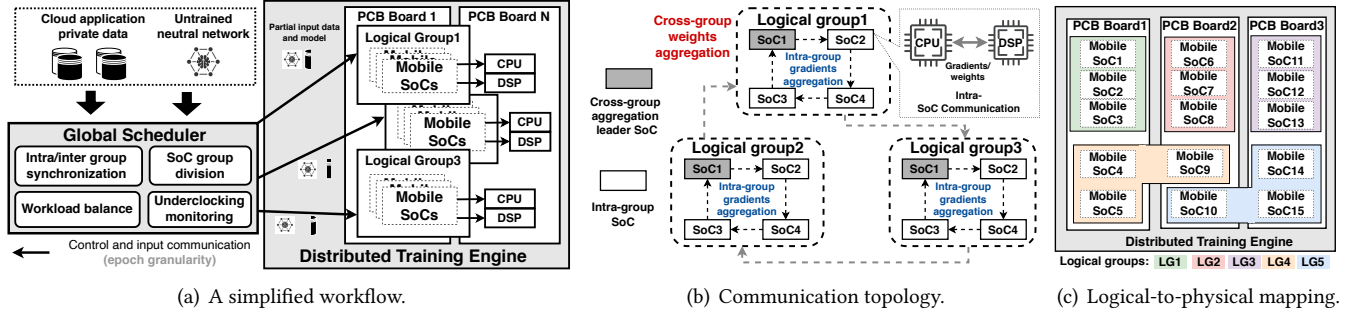 Cloud application
private data
Untrained
neutral network
Global Scheduler
Intra/inter group
synchronization
SoC group
division
Workload balance
Underclocking
monitoring
Control and input communication
(epoch granularity)
Partial input data
and model
PCB Board 1
PCB Board N
Logical Group1
Mobile
SoCs
CPU
DSP
Mobile
SoCs
CPU
DSP
Logical Group3
Mobile
SoCs
CPU
DSP
Distributed Training Engine
(a) A simplified workflow.
Cross-group
weights
aggregation
Cross-group
aggregation
leader SoC
Intra-group
SoC
Logical group1
SoC1
SoC2
Intra-group
gradients
aggregation
SoC3
SoC4
CPU
DSP
Gradients/
weights
Intra-
SoC Communication
Logical group2
SoC1
SoC2
Intra-group
gradients
aggregation
SoC3
SoC4
Logical group3
SoC1
SoC2
Intra-group
gradients
aggregation
SoC3
SoC4
(b) Communication topology.
PCB Board1
PCB Board2
PCB Board3
Mobile
SoC1
Mobile
SoC2
Mobile
SoC3
Mobile
SoC6
Mobile
SoC7
Mobile
SoC8
Mobile
SoC11
Mobile
SoC12
Mobile
SoC13
Mobile
SoC4
Mobile
SoC9
Mobile
SoC14
Mobile
SoC5
Mobile
SoC10
Mobile
SoC15
Distributed Training Engine
Logical groups: LG1 LG2 LG3 LG4 LG5
(c) Logical-to-physical mapping.